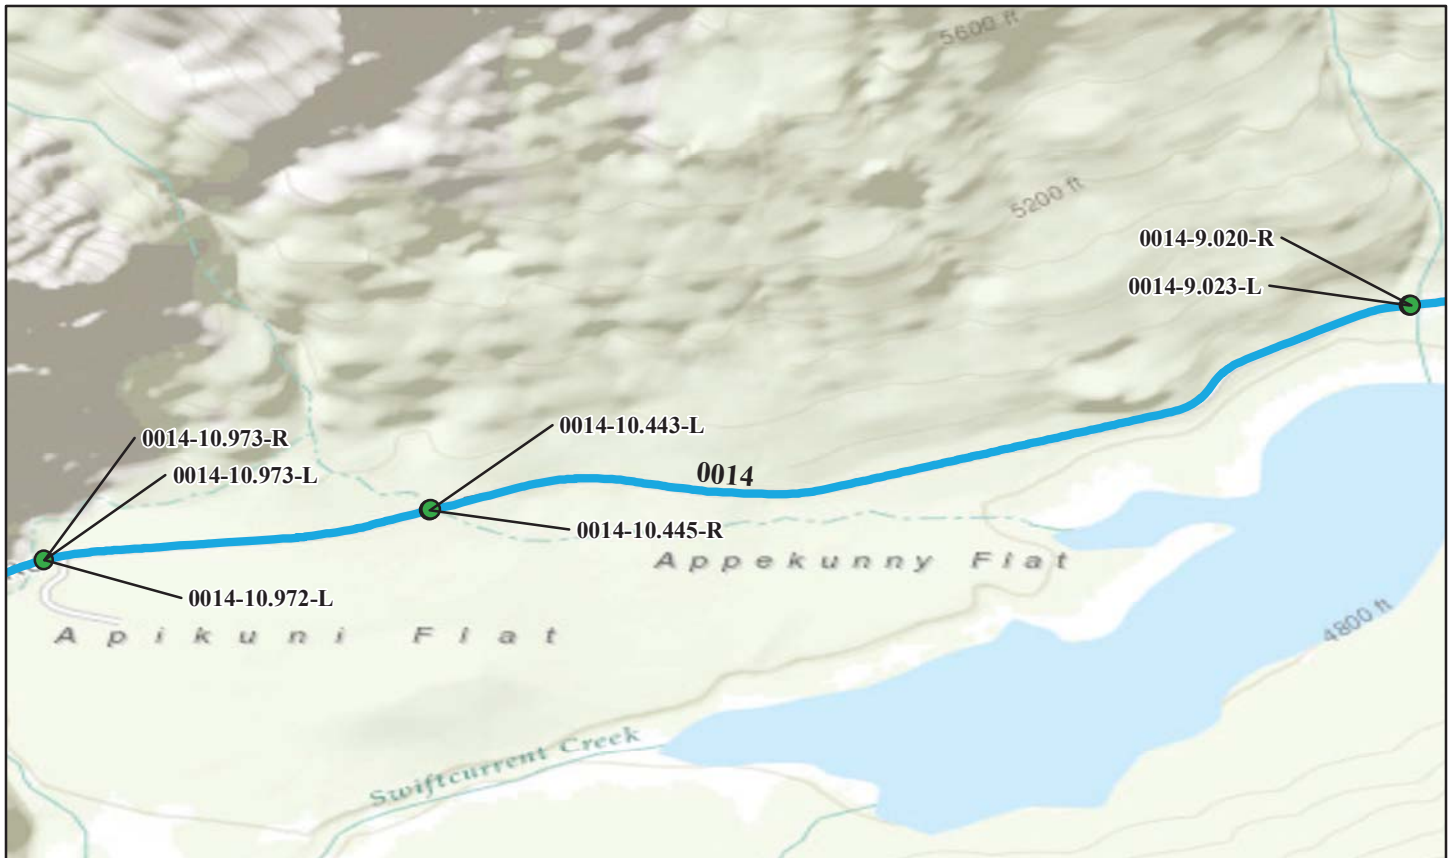 5600 ft
5200 ft
0014-9.020-R
0014-9.023-L
0014-10.443-L
0014-10.973-R
0014
0014-10.973-L
0014-10.445-R
Appekunny Flat
0014-10.972-L
4800 ft
Apikuni Flat
Swiftcurrent Creek